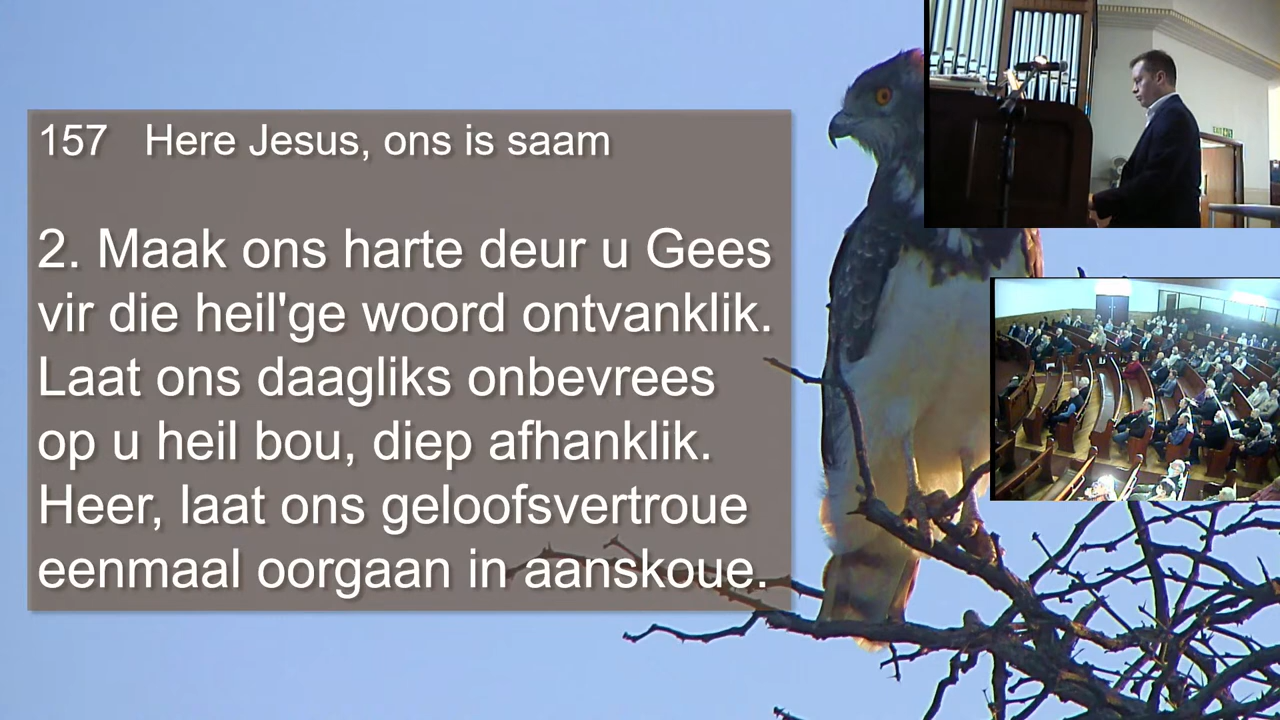 157 Here Jesus, ons is saam
2. Maak ons harte deur u Gees
vir die heil'ge woord ontvanklik.
Laat ons daagliks onbevrees
op u heil bou, diep afhanklik.
Heer, laat ons geloofsvertroue
eenmaal oorgaan in aanskoue.